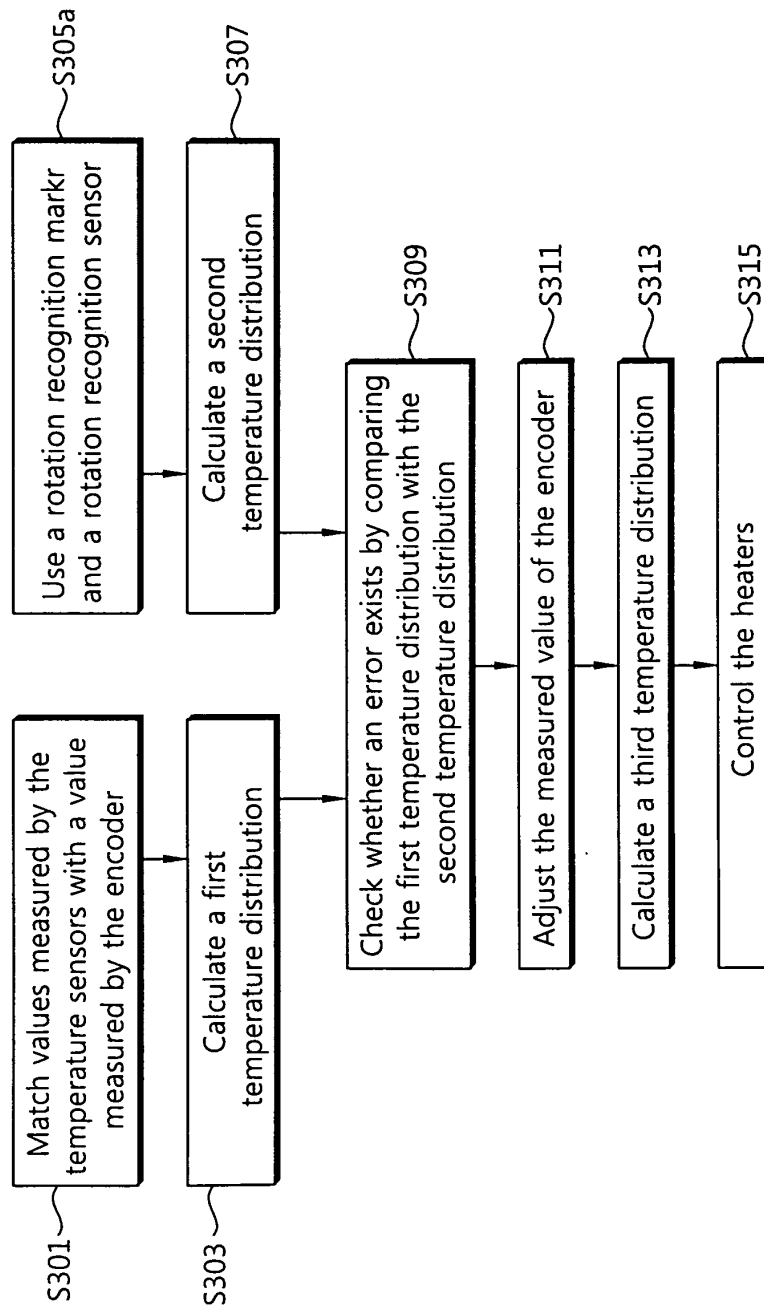 S301
Match values measured by the
temperature sensors with a value
measured by the encoder
Use a rotation recognition markr
and a rotation recognition sensor
S305a
S303
Calculate a first
temperature distribution
Calculate a second
temperature distribution
S307
Check whether an error exists by comparing
the first temperature distribution with the
second temperature distribution
S309
Adjust the measured value of the encoder
S311
Calculate a third temperature distribution
S313
Control the heaters
S315